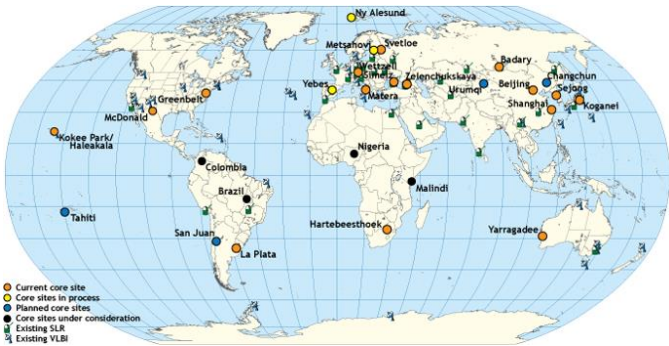 Ny Alesund
Metsahovi
Svetloe
Wettzell
Simeiz
Zelenchukskaya
Badary
Changchun
Urumqi
Beijing
Sejong
Shanghai
Koganei
Yebes
Matera
Greenbelt
McDonald
Kokee Park/
Haleakala
Nigeria
Colombia
Malindi
Brazil
Tahiti
San Juan
La Plata
Hartebeesthoek
Yarragadee
Current core site
Core sites in process
Planned core sites
Core sites under consideration
Existing SLR
Existing VLBI